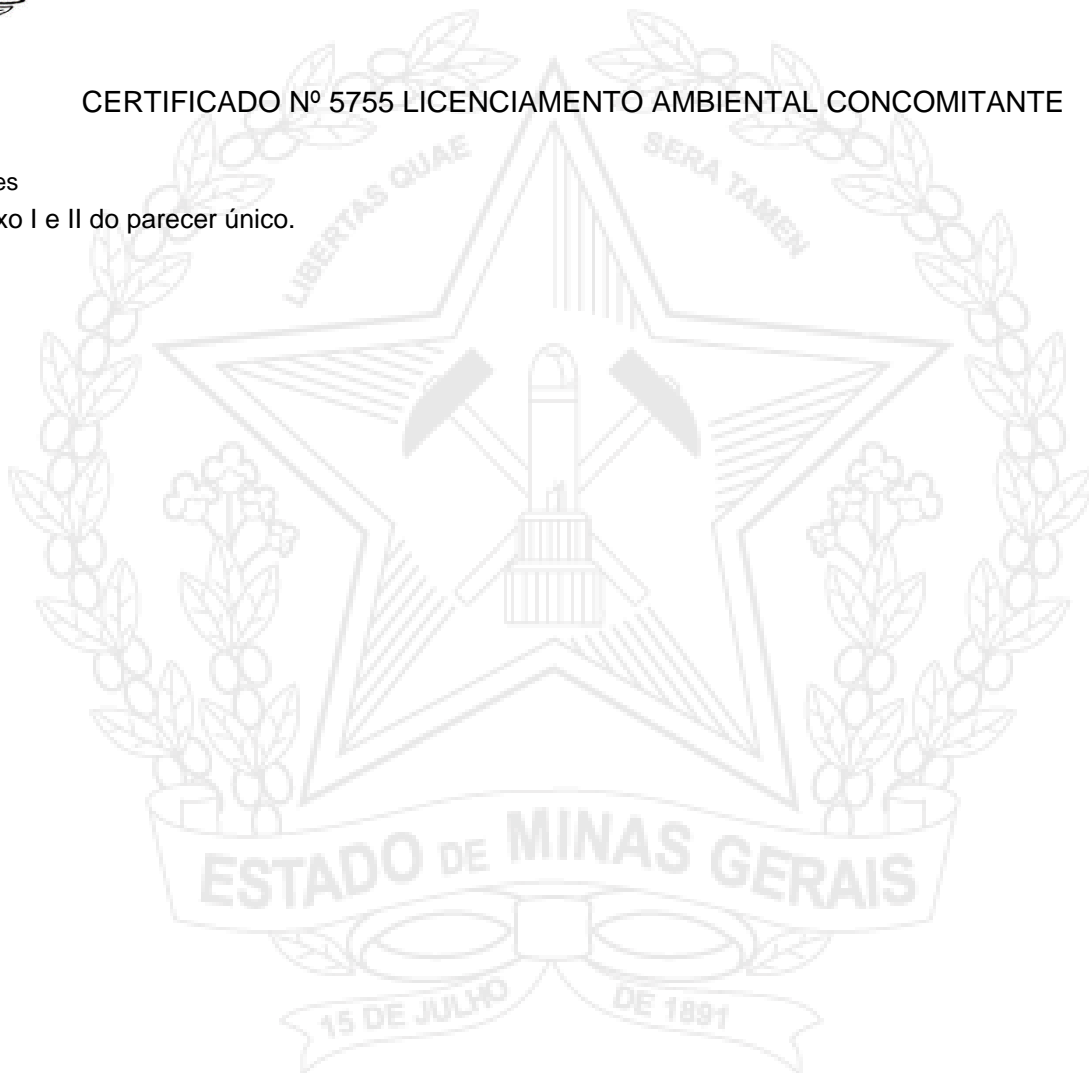 CERTIFICADO Nº 5755 LICENCIAMENTO AMBIENTAL CONCOMITANTE
es
xo I e II do parecer único.
LIBERTAS QUAE SERA TAMEN
ESTADO DE MINAS GERAIS
15 DE JULHO DE 1891